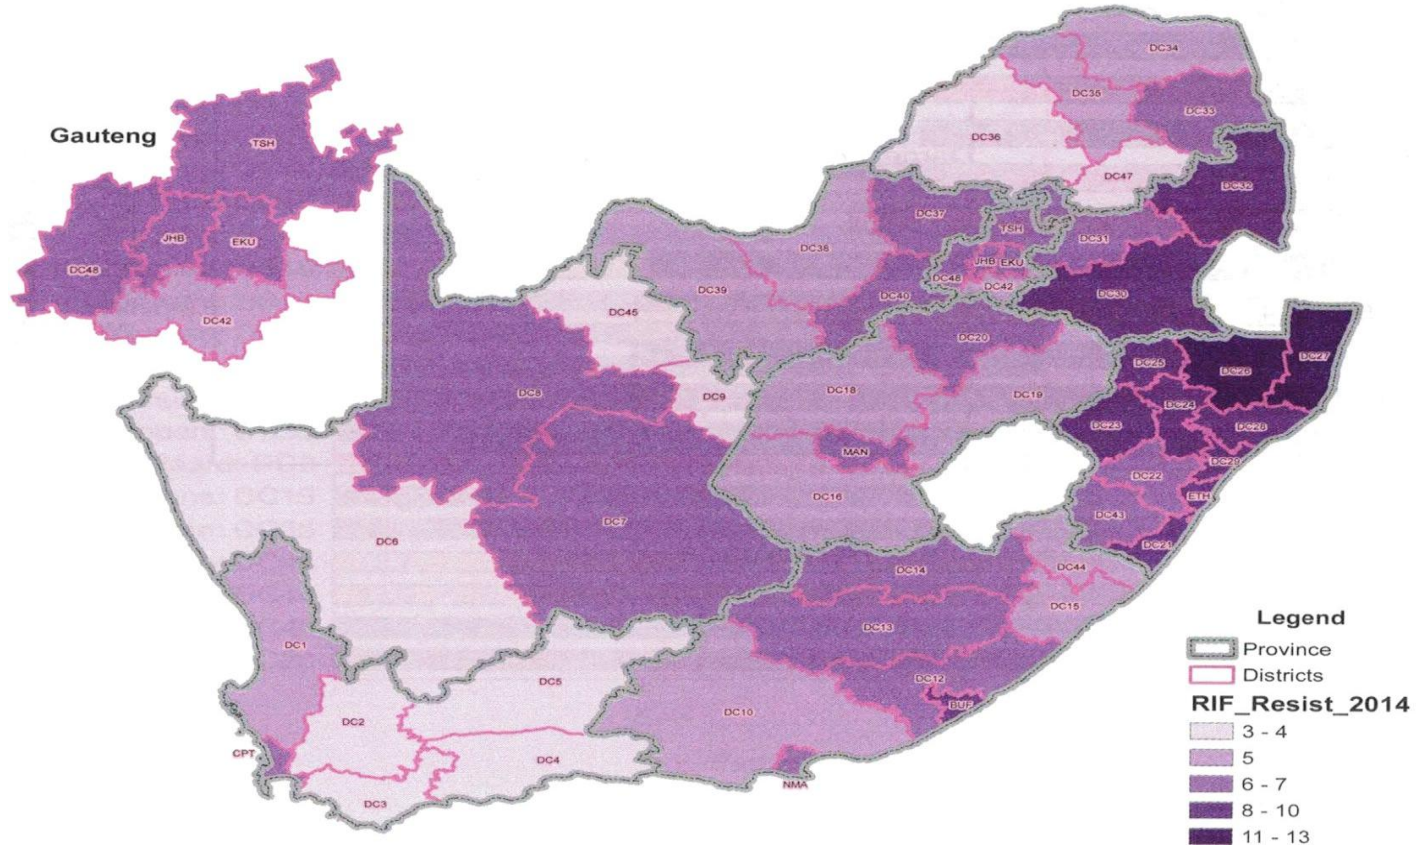 Gauteng
TSH
JHB
EKU
DC48
DC42
DC34
DC35
DC33
DC36
DC47
DC32
DC37
TSH
DC31
DC38
JHB
EKU
DC48
DC42
DC39
DC40
DC30
DC45
DC20
DC25
DC26
DC27
DC8
DC9
DC18
DC19
DC24
DC23
DC28
MAN
DC29
DC22
DC16
ETH
DC7
DC43
DC6
DC21
DC14
DC44
DC15
DC13
DC1
DC12
DC5
BUF
DC10
DC2
CPT
DC4
NMA
DC3
Legend
Province
Districts
RIF_Resist_2014
3 - 4
5
6 - 7
8 - 10
11 - 13